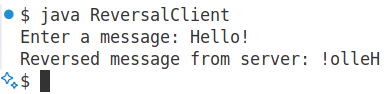 $ java ReversalClient
Enter a message: Hello!
Reversed message from server: !olleH
$